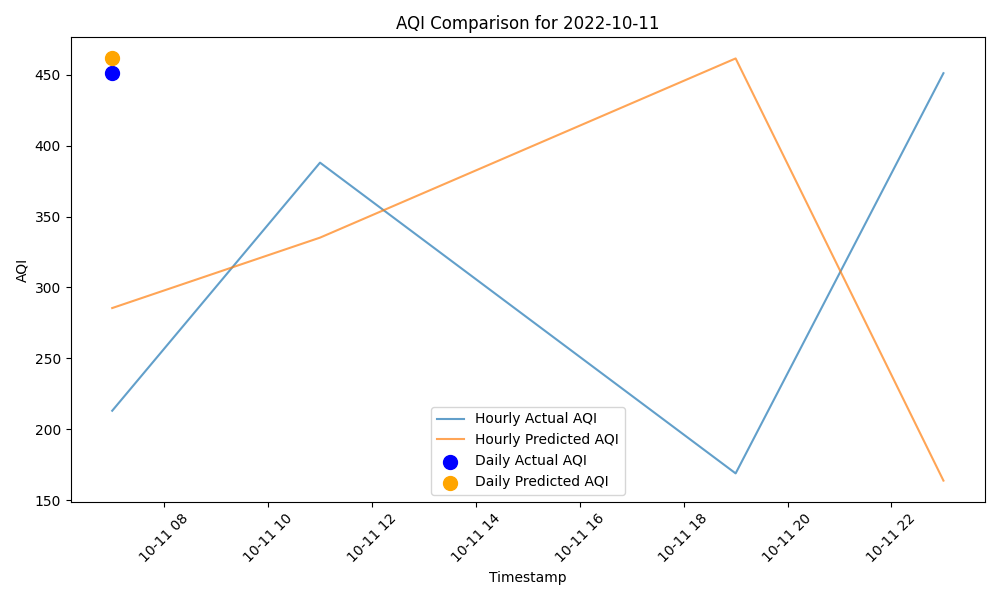 AQI Comparison for 2022-10-11
AQI
450
400
350
300
250
200
150
Hourly Actual AQI
Hourly Predicted AQI
Daily Actual AQI
Daily Predicted AQI
10-11 08
10-11 10
10-11 12
10-11 14
10-11 16
10-11 18
10-11 20
10-11 22
Timestamp